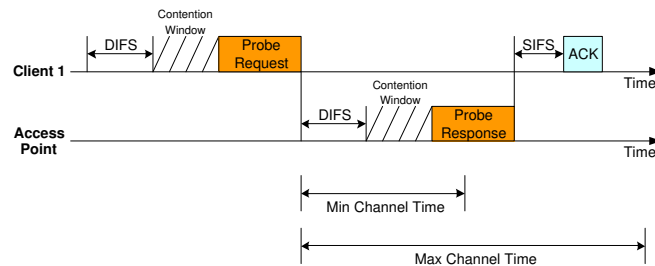 Contention
Window
DIFS
Probe
Request
SIFS
ACK
Client 1
Time
Contention
Window
DIFS
Probe
Response
Access
Point
Time
Min Channel Time
Max Channel Time